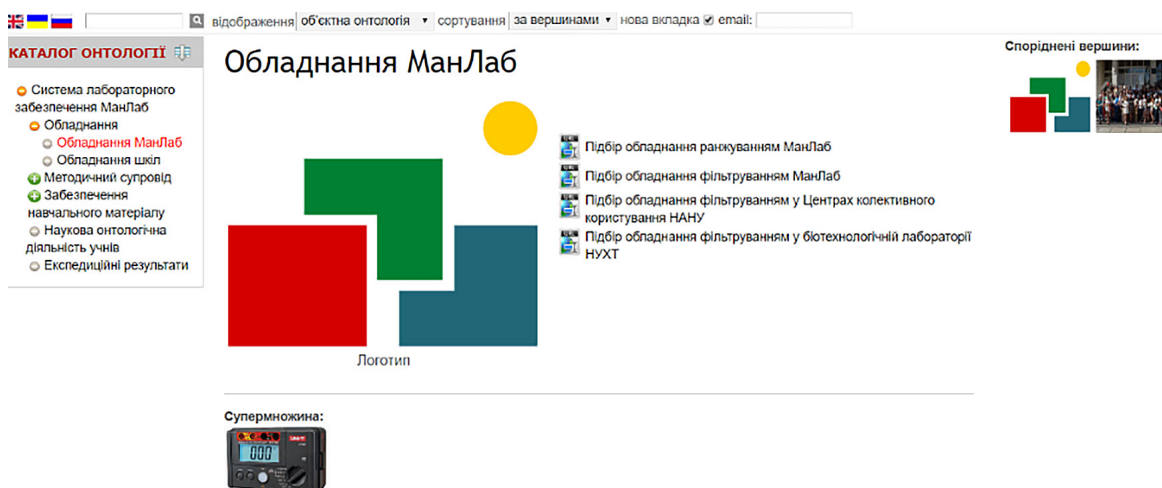 відображення об'єктна онтологія сортування за вершинами нова вкладка email:
КАТАЛОГ ОНТОЛОГІЇ
Система лабораторного
забезпечення МанЛаб
Обладнання
Обладнання МанЛаб
Обладнання шкіл
Методичний супровід
Забезпечення
навчального матеріалу
Наукова онтологічна
діяльність учнів
Експедиційні результати
Обладнання МанЛаб
Логотип
Підбір обладнання ранжуванням МанЛаб
Підбір обладнання фільтруванням МанЛаб
Підбір обладнання фільтруванням у Центрах колективного
користування НАНУ
Підбір обладнання фільтруванням у біотехнологічній лабораторії
НУХТ
Споріднені вершини:
Супермножина: